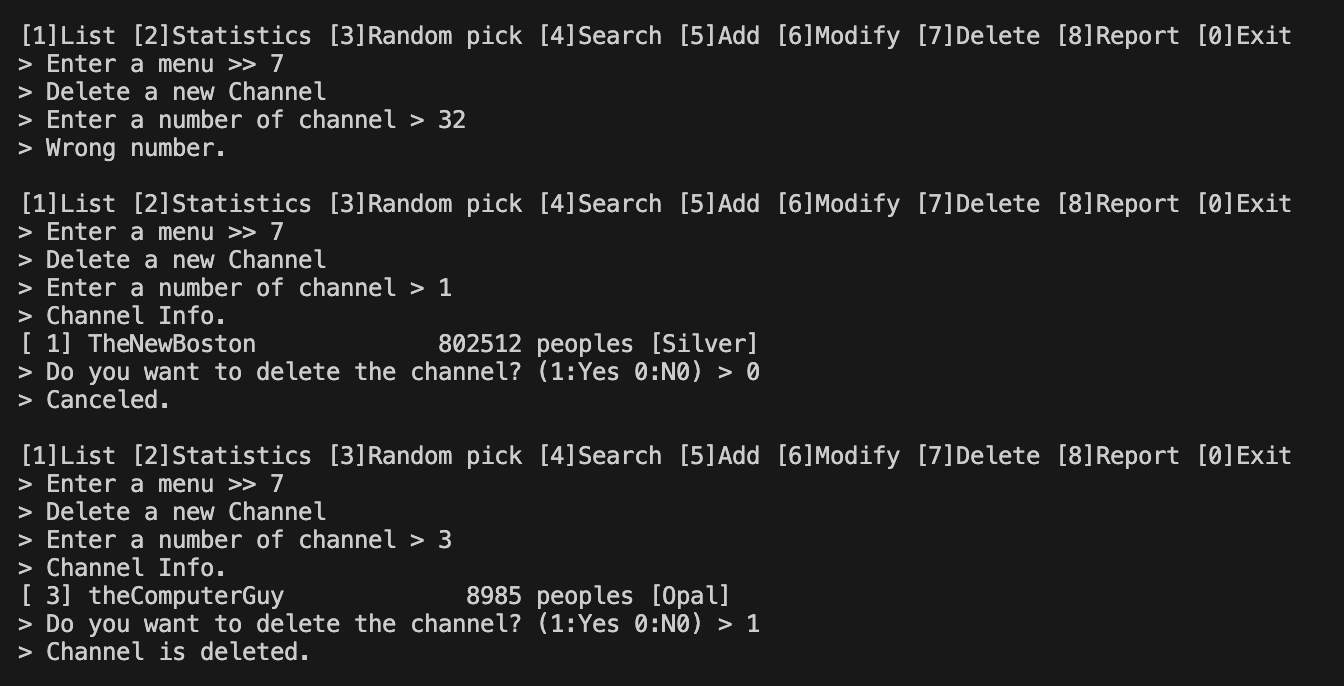 [1]List [2]Statistics [3]Random pick [4]Search [5]Add [6]Modify [7]Delete [8]Report [0]Exit
> Enter a menu >> 7
> Delete a new Channel
> Enter a number of channel > 32
> Wrong number.

[1]List [2]Statistics [3]Random pick [4]Search [5]Add [6]Modify [7]Delete [8]Report [0]Exit
> Enter a menu >> 7
> Delete a new Channel
> Enter a number of channel > 1
> Channel Info.
[ 1] TheNewBoston             802512 peoples [Silver]
> Do you want to delete the channel? (1:Yes 0:N0) > 0
> Canceled.

[1]List [2]Statistics [3]Random pick [4]Search [5]Add [6]Modify [7]Delete [8]Report [0]Exit
> Enter a menu >> 7
> Delete a new Channel
> Enter a number of channel > 3
> Channel Info.
[ 3] theComputerGuy             8985 peoples [Opal]
> Do you want to delete the channel? (1:Yes 0:N0) > 1
> Channel is deleted.